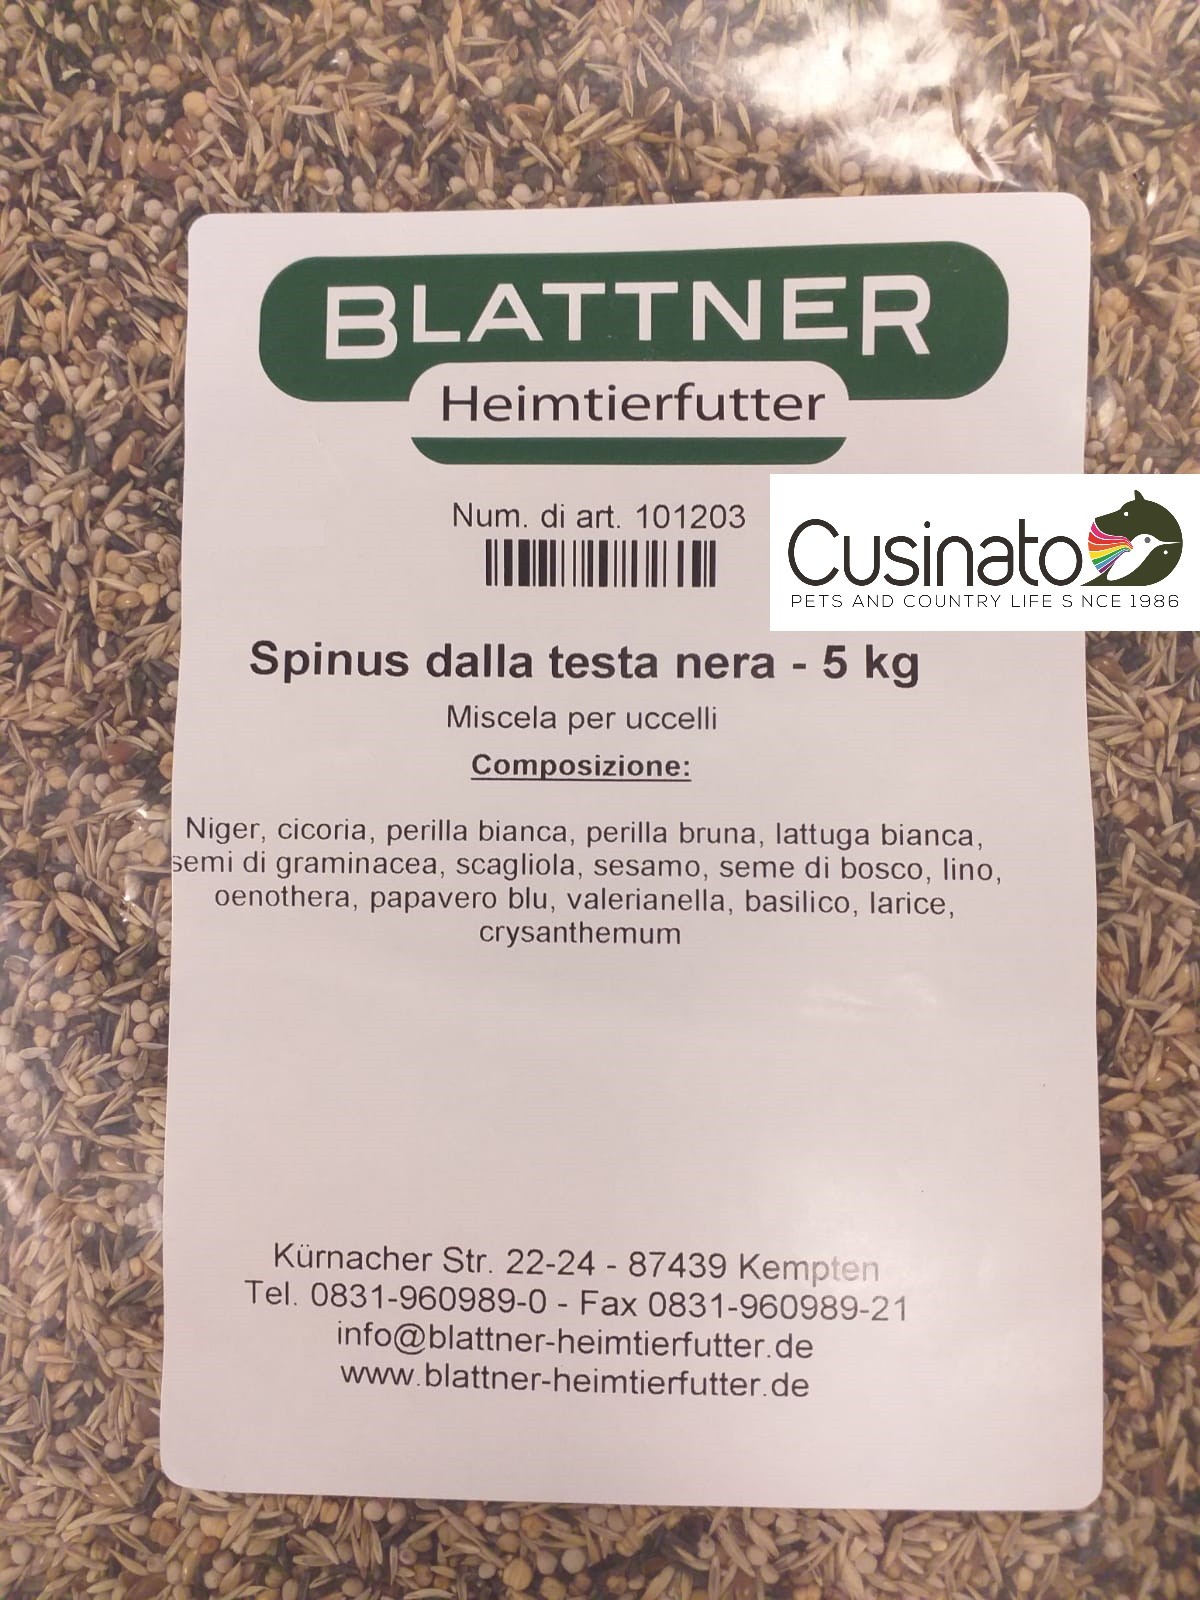 BLATTNER
Heimtierfutter
Num. di art. 101203
Cusinato
PETS AND COUNTRY LIFE S NCE 1986
Spinus dalla testa nera - 5 kg
Miscela per uccelli
Composizione:
Niger, cicoria, perilla bianca, perilla bruna, lattuga bianca,
semi di graminacea, scagliola, sesamo, seme di bosco, lino,
oenothera, papavero blu, valerianella, basilico, larice,
crysanthemum
Kürnacher Str. 22-24 - 87439 Kempten
Tel. 0831-960989-0 - Fax 0831-960989-21
info@blattner-heimtierfutter.de
www.blattner-heimtierfutter.de